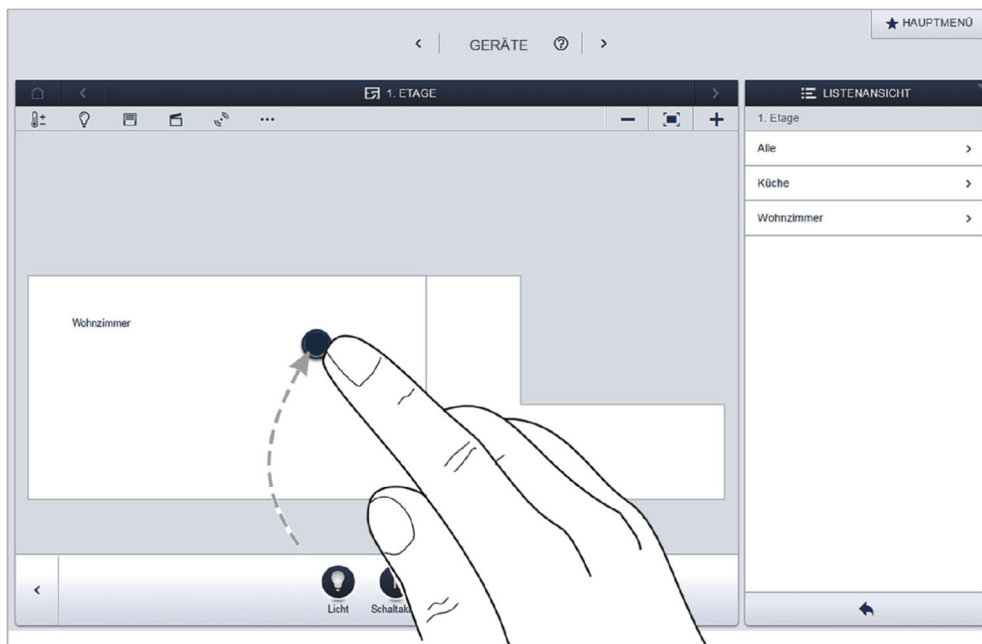 HAUPTMENÜ
GERÄTE
1. ETAGE
LISTENANSICHT
1. Etage
Alle
Küche
Wohnzimmer
Wohnzimmer
Licht